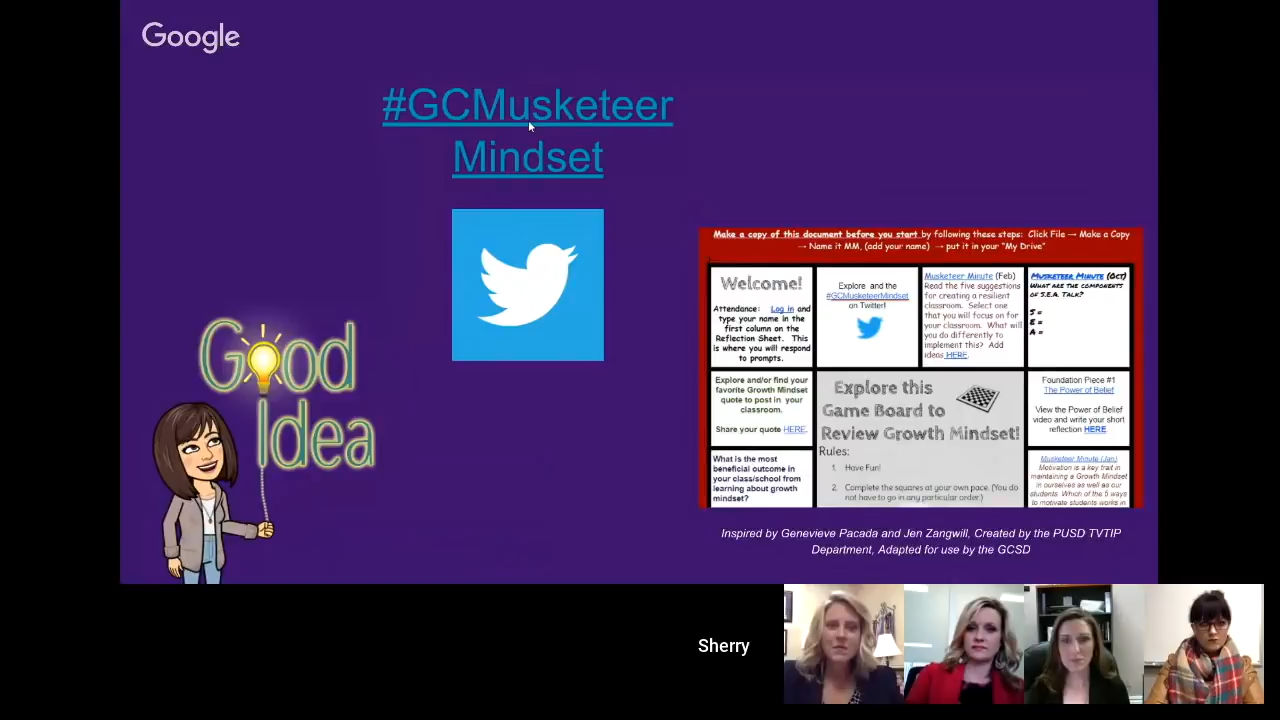 Google
#GCMusketeer
Mindset
Good
Idea
Make a copy of this document before you start by following these steps: Click File → Make a Copy
→ Name it MM, (add your name) → put it in your "My Drive"
Welcome!
Attendance: Log in and
type your name in the
first column on the
Reflection Sheet. This
is where you will respond
to prompts.
Explore and the
#GCMusketeerMindset
on Twitter!
Musketeer Minute (Feb)
Read the five suggestions
for creating a resilient
classroom. Select one
that you will focus on for
your classroom. What will
you do differently to
implement this? Add
ideas HERE.
Musketeer Minute (Oct)
What are the components
of S.E.A. Talk?
S =
E =
A =
Explore and/or find your
favorite Growth Mindset
quote to post in your
classroom.
Share your quote HERE.
Explore this
Game Board to
Review Growth Mindset!
Rules:
1. Have Fun!
2. Complete the squares at your own pace. (You do
not have to go in any particular order.)
Foundation Piece #1
The Power of Belief
View the Power of Belief
video and write your short
reflection HERE
What is the most
beneficial outcome in
your class/school from
learning about growth
mindset?
Musketeer Minute (Jan)
Motivation is a key trait in
maintaining a Growth Mindset
in ourselves as well as our
students. Which of the 5 ways
to motivate students works in
Inspired by Genevieve Pacada and Jen Zangwill, Created by the PUSD TVTIP
Department, Adapted for use by the GCSD
Sherry